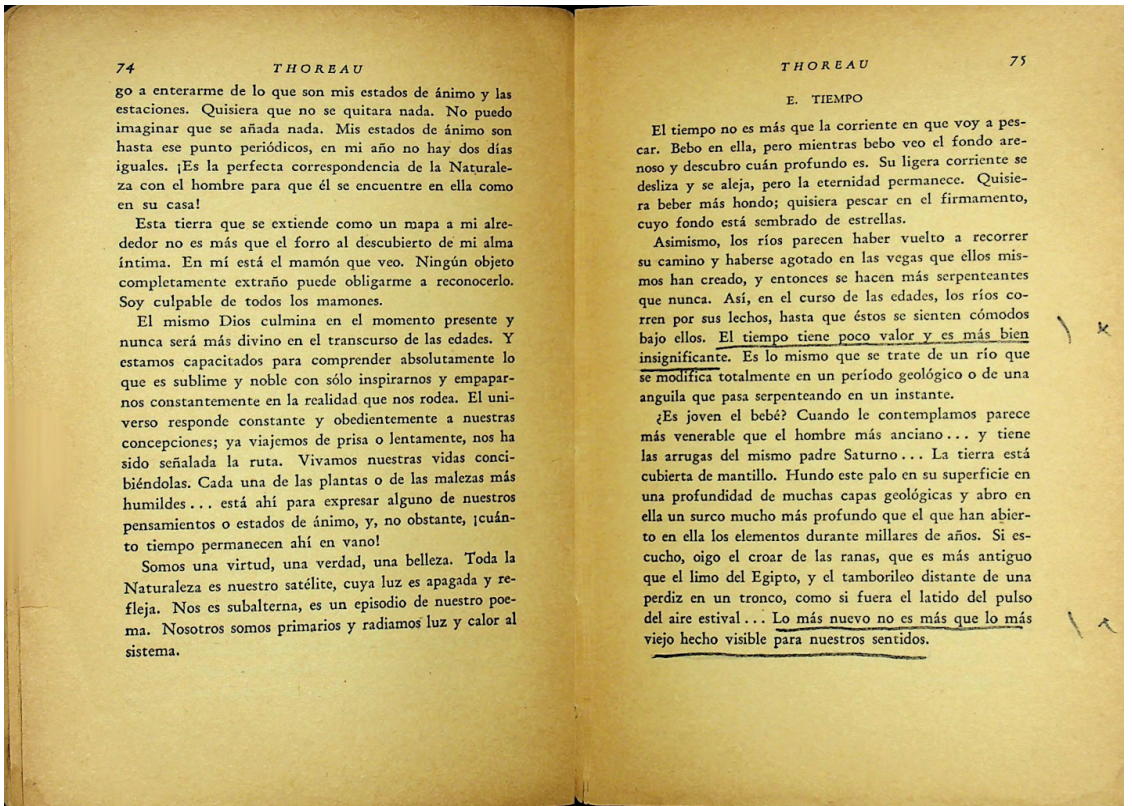 74
THOREAU
go a enterarme de lo que son mis estados de ánimo y las
estaciones. Quisiera que no se quitara nada. No puedo
imaginar que se añada nada. Mis estados de ánimo son
hasta ese punto periódicos, en mi año no hay dos días
iguales. ¡Es la perfecta correspondencia de la Naturale-
za con el hombre para que él se encuentre en ella como
en su casa!
Esta tierra que se extiende como un mapa a mi alre-
dedor no es más que el forro al descubierto de mi alma
íntima. En mí está el mamón que veo. Ningún objeto
completamente extraño puede obligarme a reconocerlo.
Soy culpable de todos los mamones.
El mismo Dios culmina en el momento presente y
nunca será más divino en el transcurso de las edades. Y
estamos capacitados para comprender absolutamente lo
que es sublime y noble con sólo inspirarnos y empapar-
nos constantemente en la realidad que nos rodea. El uni-
verso responde constante y obedientemente a nuestras
concepciones; ya viajemos de prisa o lentamente, nos ha
sido señalada la ruta. Vivamos nuestras vidas conci-
biéndolas. Cada una de las plantas o de las malezas más
humildes... está ahí para expresar alguno de nuestros
pensamientos o estados de ánimo, y, no obstante, ¡cuán-
to tiempo permanecen ahí en vano!
Somos una virtud, una verdad, una belleza. Toda la
Naturaleza es nuestro satélite, cuya luz es apagada y re-
fleja. Nos es subalterna, es un episodio de nuestro poe-
ma. Nosotros somos primarios y radiamos luz y calor al
sistema.
THOREAU
75
E. TIEMPO
El tiempo no es más que la corriente en que voy a pes-
car. Bebo en ella, pero mientras bebo veo el fondo are-
noso y descubro cuán profundo es. Su ligera corriente se
desliza y se aleja, pero la eternidad permanece. Quisie-
ra beber más hondo; quisiera pescar en el firmamento,
cuyo fondo está sembrado de estrellas.
Asimismo, los ríos parecen haber vuelto a recorrer
su camino y haberse agotado en las vegas que ellos mis-
mos han creado, y entonces se hacen más serpenteantes
que nunca. Así, en el curso de las edades, los ríos co-
rren por sus lechos, hasta que éstos se sienten cómodos
bajo ellos. El tiempo tiene poco valor y es más bien
insignificante. Es lo mismo que se trate de un río que
se modifica totalmente en un período geológico o de una
anguila que pasa serpenteando en un instante.
¿Es joven el bebé? Cuando le contemplamos parece
más venerable que el hombre más anciano... y tiene
las arrugas del mismo padre Saturno... La tierra está
cubierta de mantillo. Hundo este palo en su superficie en
una profundidad de muchas capas geológicas y abro en
ella un surco mucho más profundo que el que han abier-
to en ella los elementos durante millares de años. Si es-
cucho, oigo el croar de las ranas, que es más antiguo
que el limo del Egipto, y el tamborileo distante de una
perdiz en un tronco, como si fuera el latido del pulso
del aire estival... Lo más nuevo no es más que lo más
viejo hecho visible para nuestros sentidos.